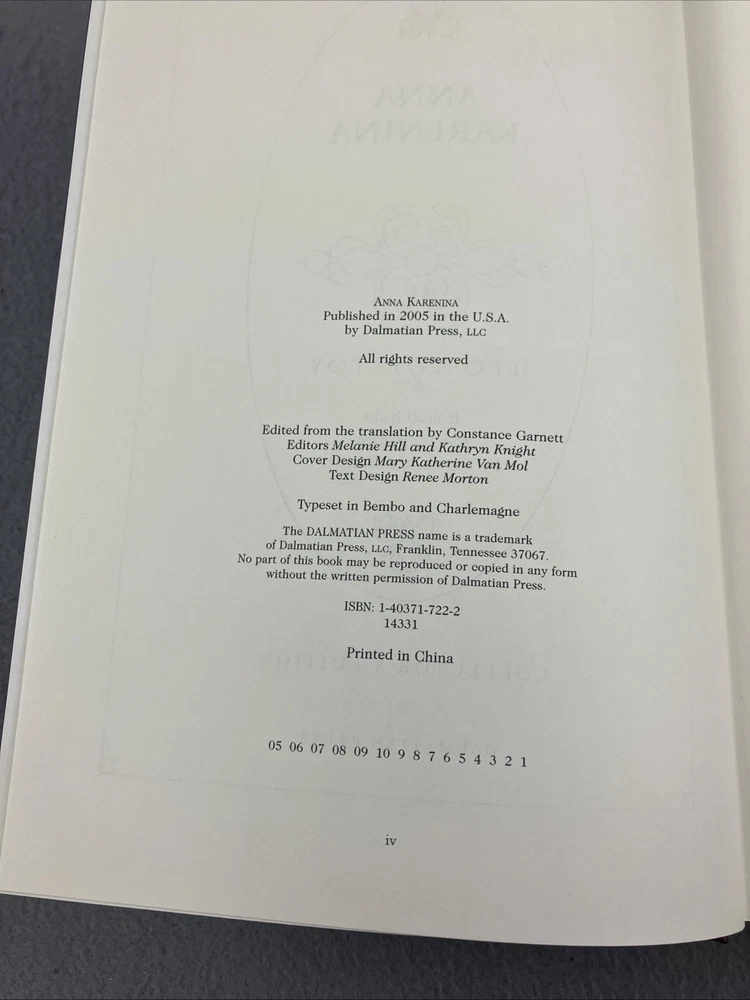 ANNA KARENINA
Published in 2005 in the U.S.A.
by Dalmatian Press, LLC
All rights reserved
Edited from the translation by Constance Garnett
Editors Melanie Hill and Kathryn Knight
Cover Design Mary Katherine Van Mol
Text Design Renee Morton
Typeset in Bembo and Charlemagne
The DALMATIAN PRESS name is a trademark
of Dalmatian Press, LLC, Franklin, Tennessee 37067.
No part of this book may be reproduced or copied in any form
without the written permission of Dalmatian Press.
ISBN: 1-40371-722-2
14331
Printed in China
05 06 07 08 09 10 9 8 7 6 5 4 3 2 1
iv